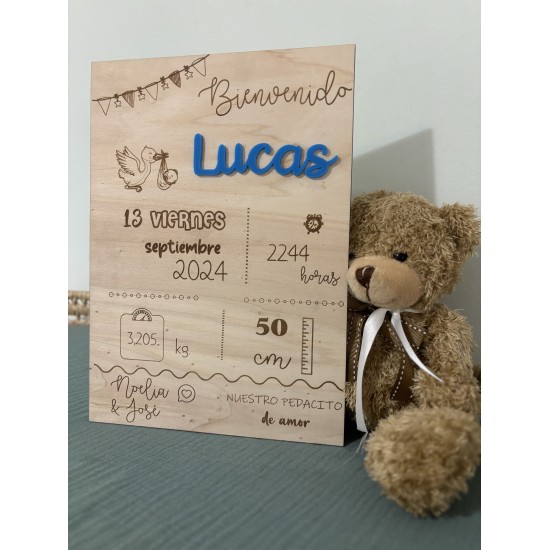 Bienvenido
Lucas
13 VIERNES
septiembre
2024
2244
horas
3,205.
kg
50
cm
Noelia
& José
NUESTRO PEDACITO
de amor